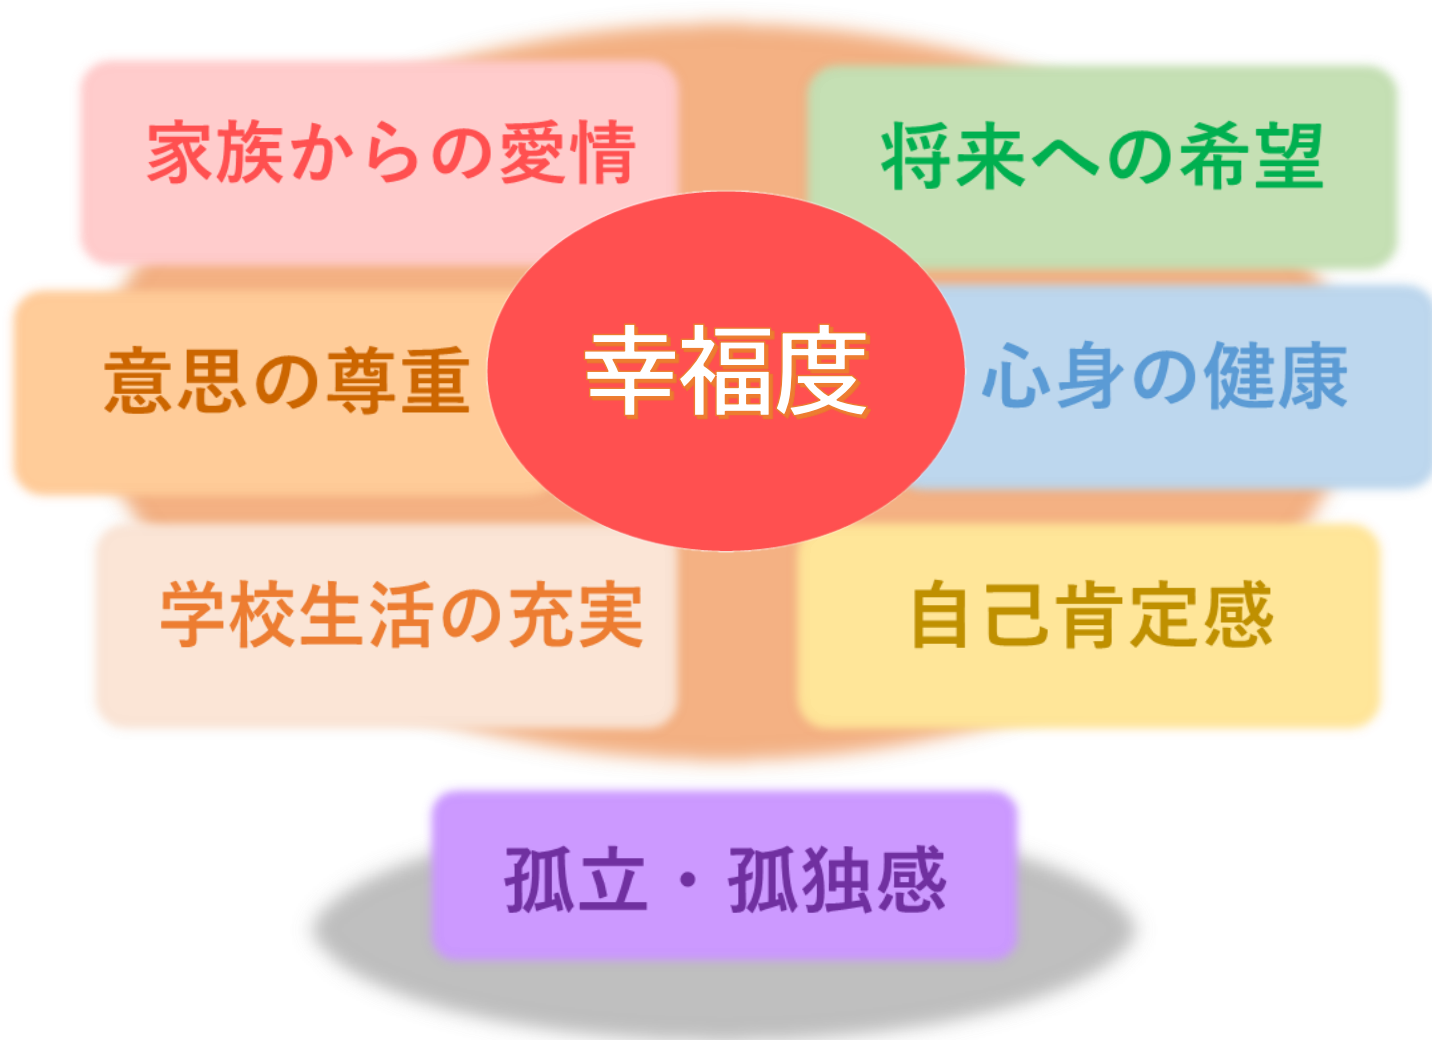 家族からの愛情
将来への希望
意思の尊重
幸福度
心身の健康
学校生活の充実
自己肯定感
孤立・孤独感